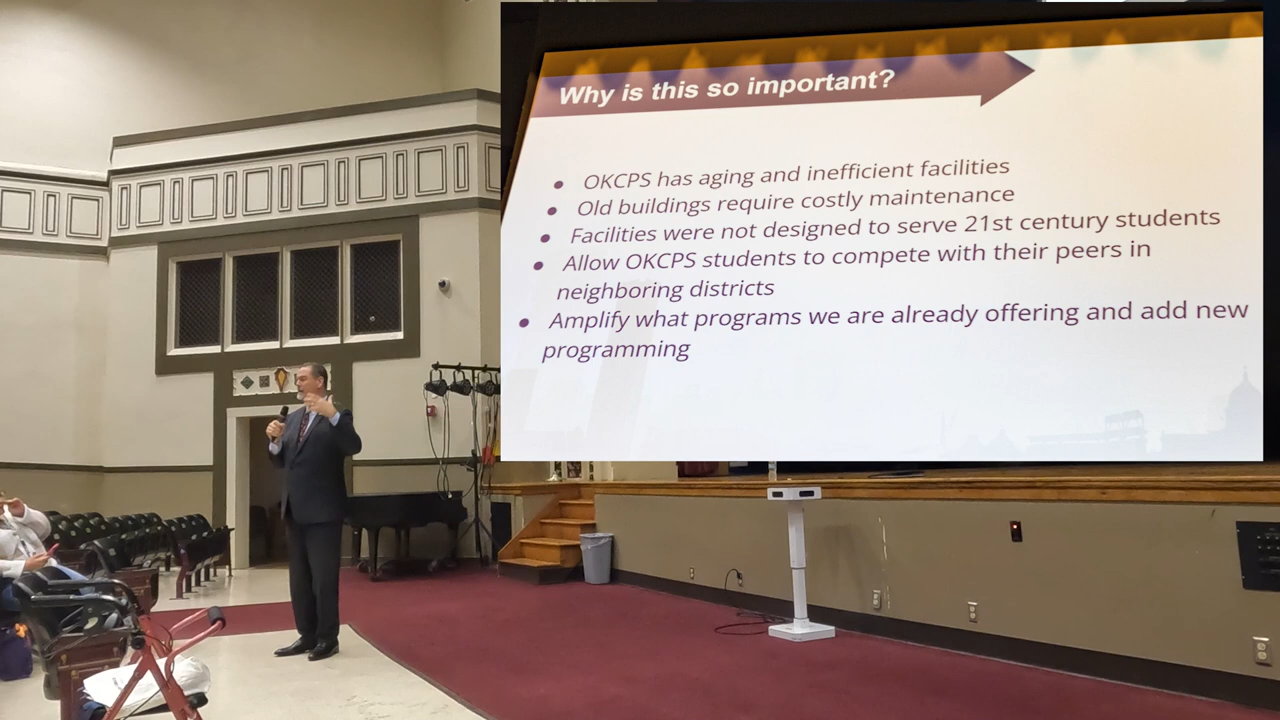 Why is this so important?
● OKCPS has aging and inefficient facilities
● Old buildings require costly maintenance
● Facilities were not designed to serve 21st century students
● Allow OKCPS students to compete with their peers in
neighboring districts
● Amplify what programs we are already offering and add new
programming